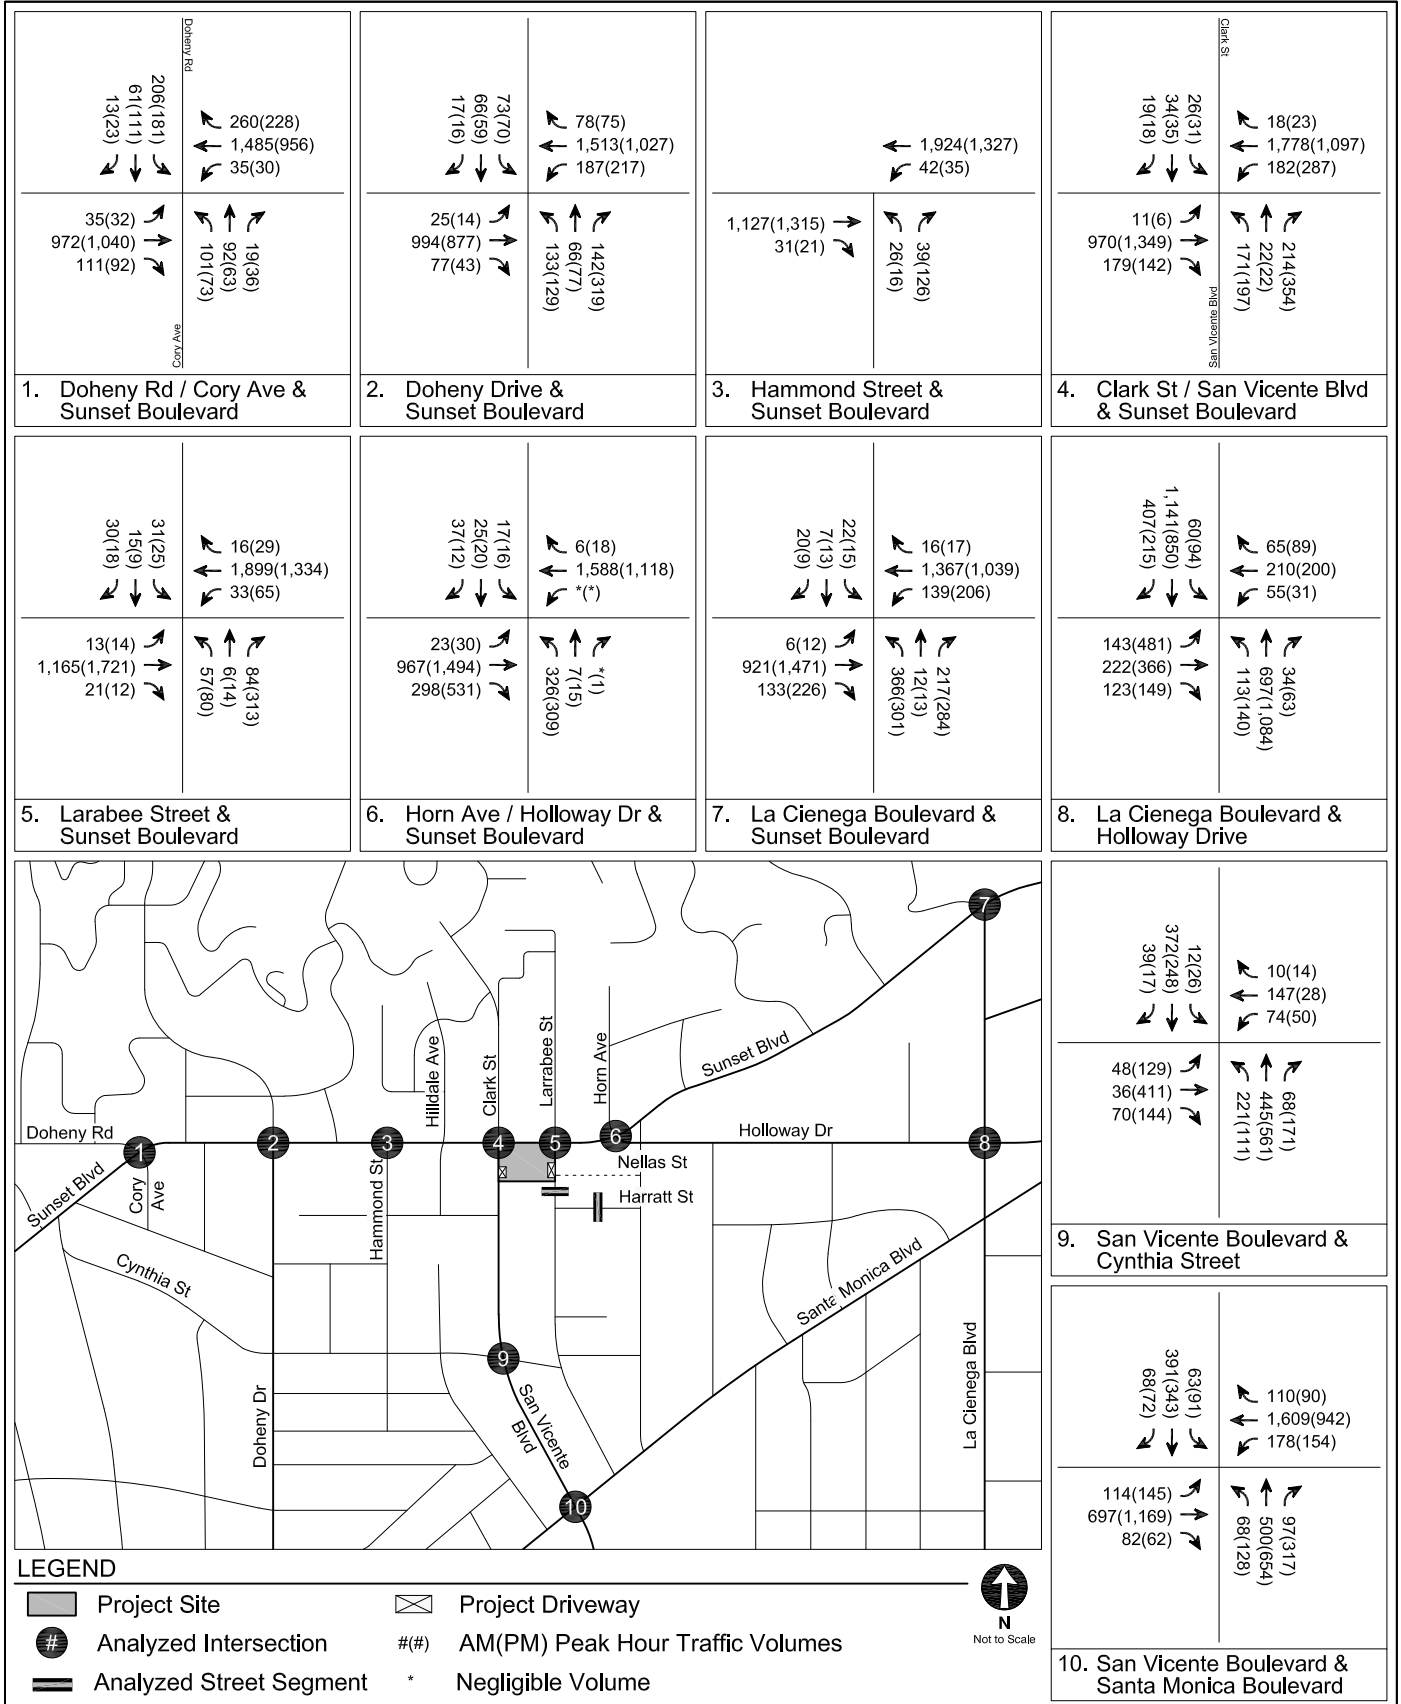 Doheny Rd
206(181)
61(111)
13(23)
260(228)
1,485(956)
35(30)
35(32)
972(1,040)
111(92)
101(73)
92(63)
19(36)
Cory Ave
1. Doheny Rd / Cory Ave &
Sunset Boulevard
73(70)
66(59)
17(16)
78(75)
1,513(1,027)
187(217)
25(14)
994(877)
77(43)
133(129)
66(77)
142(319)
2. Doheny Drive &
Sunset Boulevard
1,924(1,327)
42(35)
1,127(1,315)
31(21)
26(16)
39(126)
3. Hammond Street &
Sunset Boulevard
Clark St
26(31)
34(35)
19(18)
18(23)
1,778(1,097)
182(287)
11(6)
970(1,349)
179(142)
171(197)
22(22)
214(354)
San Vicente Blvd
4. Clark St / San Vicente Blvd
& Sunset Boulevard
31(25)
15(9)
30(18)
16(29)
1,899(1,334)
33(65)
13(14)
1,165(1,721)
21(12)
57(80)
6(14)
84(313)
5. Larabee Street &
Sunset Boulevard
17(16)
25(20)
37(12)
6(18)
1,588(1,118)
*(*)
23(30)
967(1,494)
298(531)
326(309)
7(15)
*(1)
6. Horn Ave / Holloway Dr &
Sunset Boulevard
22(15)
7(13)
20(9)
16(17)
1,367(1,039)
139(206)
6(12)
921(1,471)
133(226)
366(301)
12(13)
217(284)
7. La Cienega Boulevard &
Sunset Boulevard
60(94)
1,141(850)
407(215)
65(89)
210(200)
55(31)
143(481)
222(366)
123(149)
113(140)
697(1,084)
34(63)
8. La Cienega Boulevard &
Holloway Drive
7
Hilldale Ave
Clark St
Larrabee St
Horn Ave
Sunset Blvd
Doheny Rd
1
2
3
4
5
6
Holloway Dr
8
Nellas St
Harratt St
Sunset Blvd
Cory
Ave
Hammond St
Cynthia St
Santa Monica Blvd
9
San Vicente
Blvd
Doheny Dr
La Cienega Blvd
10
12(26)
372(248)
39(17)
10(14)
147(28)
74(50)
48(129)
36(411)
70(144)
221(111)
445(561)
68(171)
9. San Vicente Boulevard &
Cynthia Street
63(91)
391(343)
68(72)
110(90)
1,609(942)
178(154)
114(145)
697(1,169)
82(62)
68(128)
500(654)
97(317)
10. San Vicente Boulevard &
Santa Monica Boulevard
LEGEND
Project Site
Project Driveway
# Analyzed Intersection
#(#) AM(PM) Peak Hour Traffic Volumes
Analyzed Street Segment
* Negligible Volume
N
Not to Scale